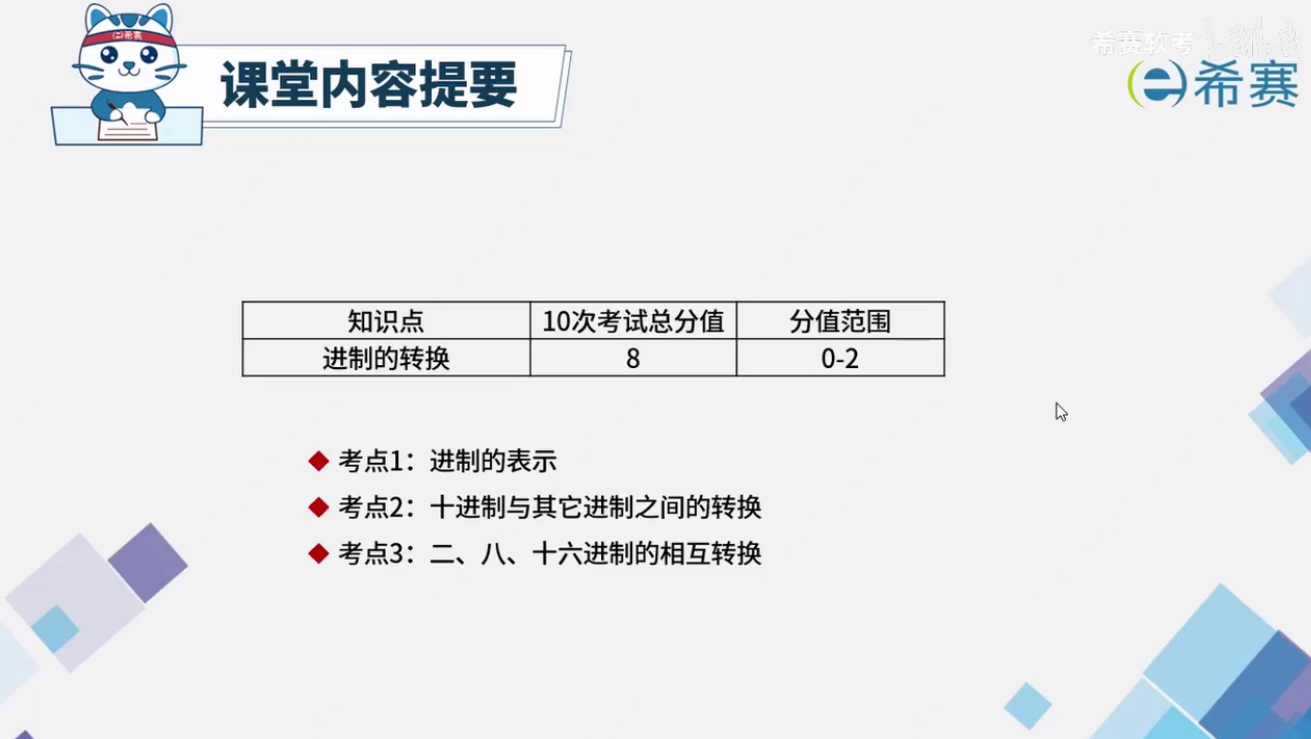 希赛
希赛软考
课堂内容提要
希赛
知识点 10次考试总分值 分值范围
进制的转换 8 0-2
考点1：进制的表示
考点2：十进制与其它进制之间的转换
考点3：二、八、十六进制的相互转换